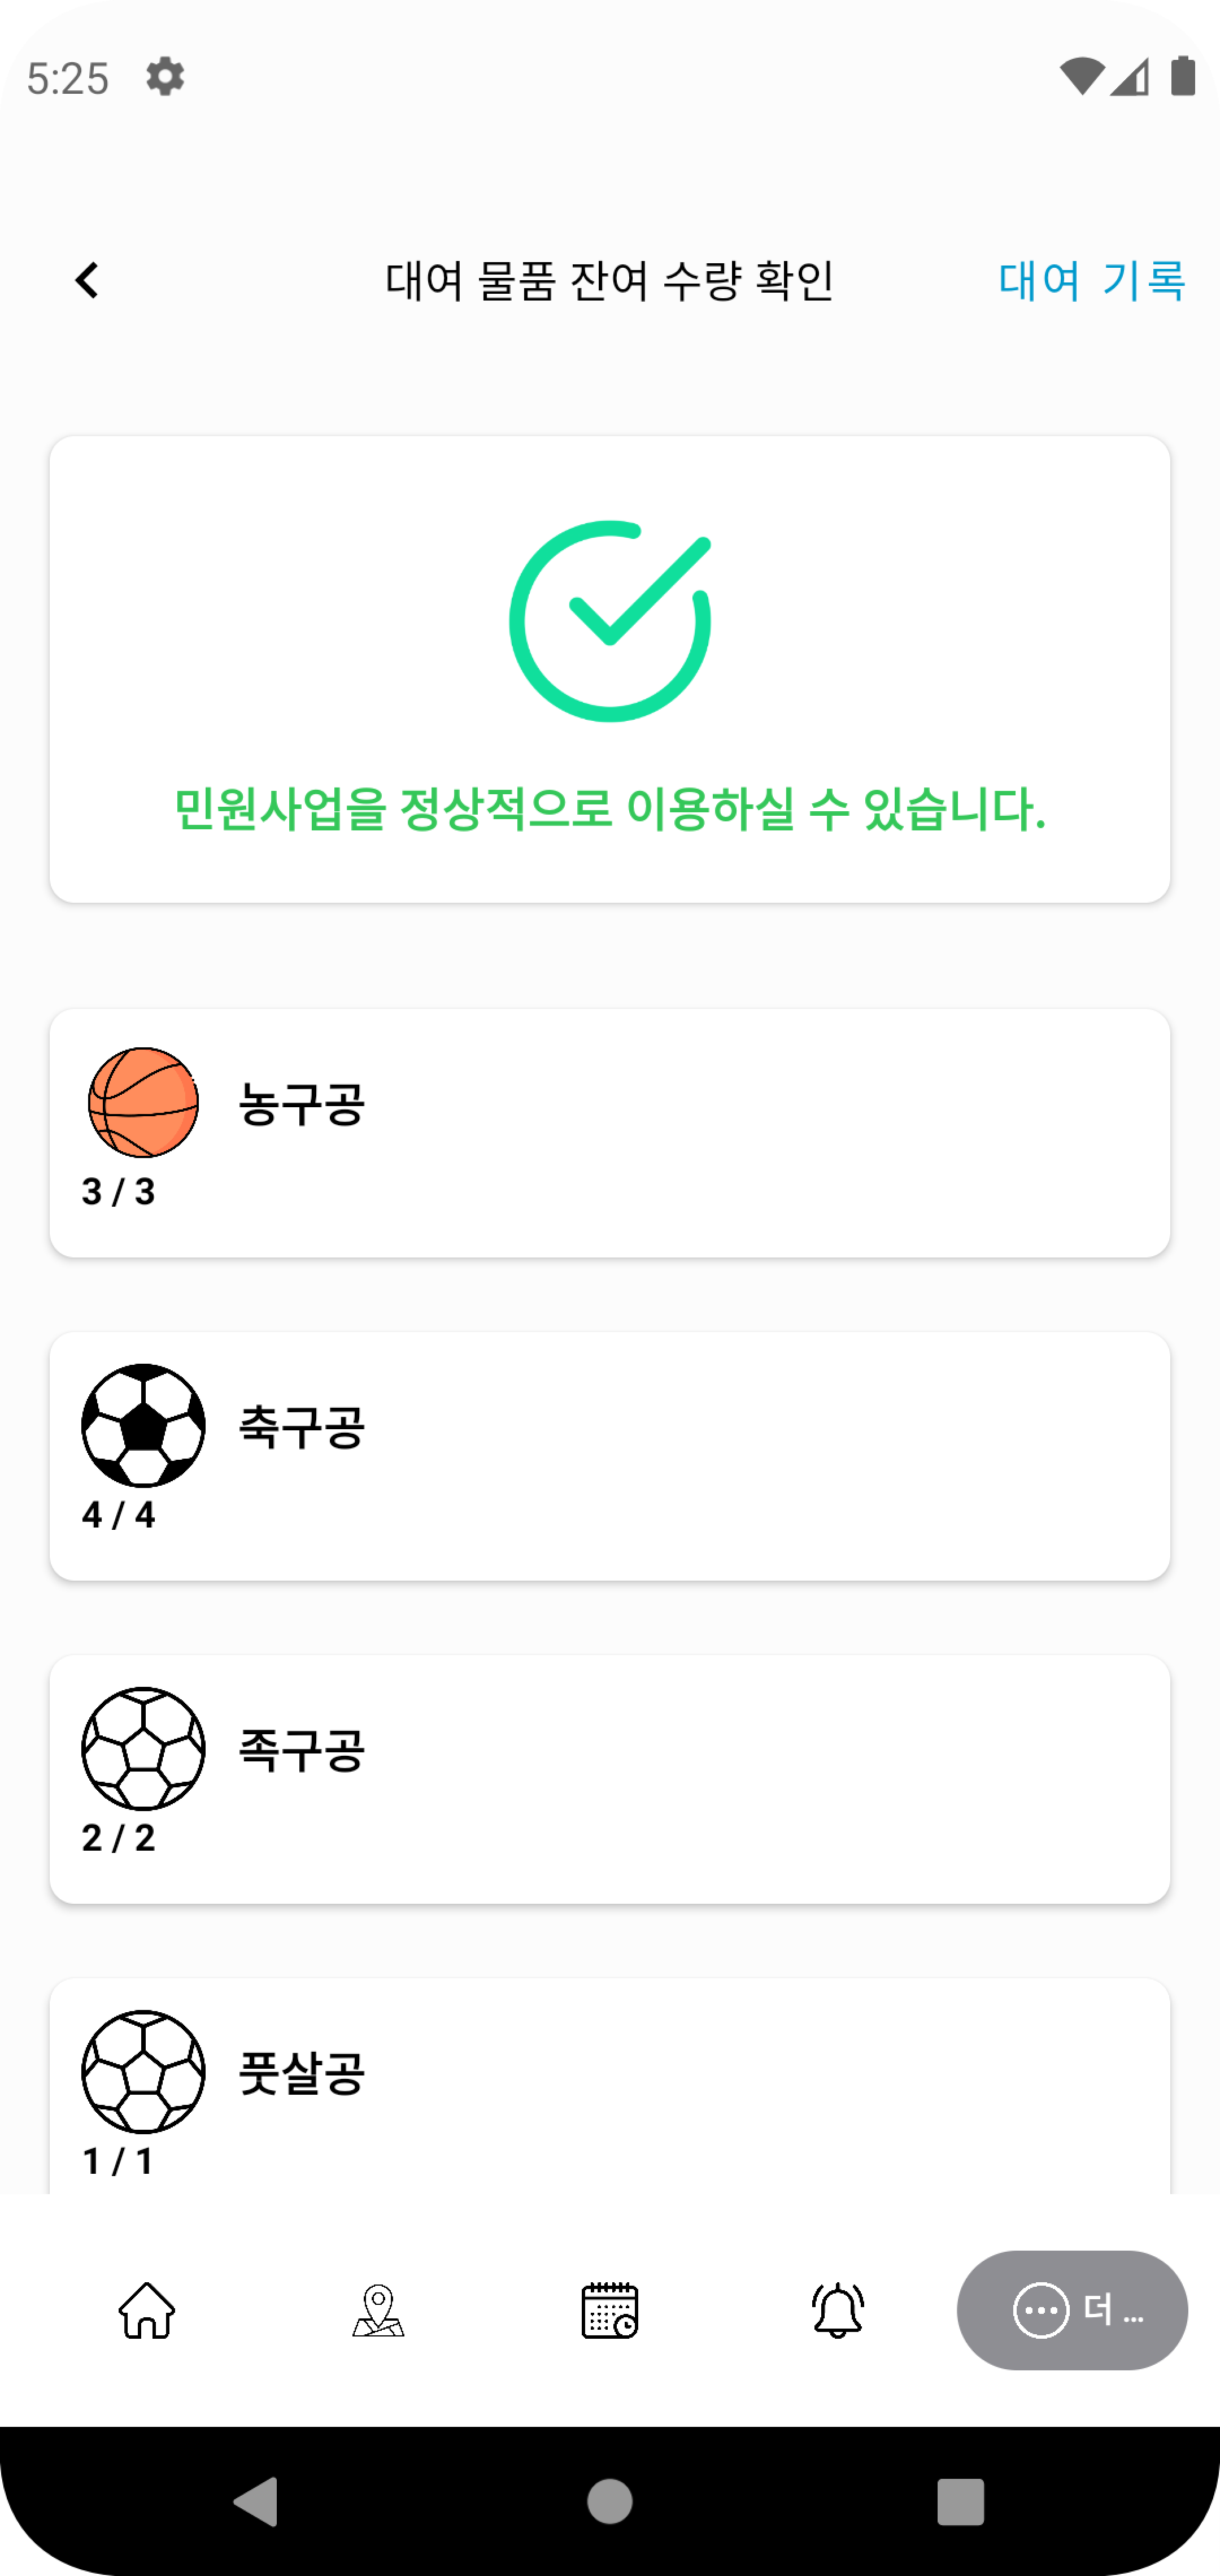 5:25
대여 물품 잔여 수량 확인
대여 기록
민원사업을 정상적으로 이용하실 수 있습니다.
농구공
3 / 3
축구공
4 / 4
족구공
2 / 2
풋살공
1 / 1
더 ...